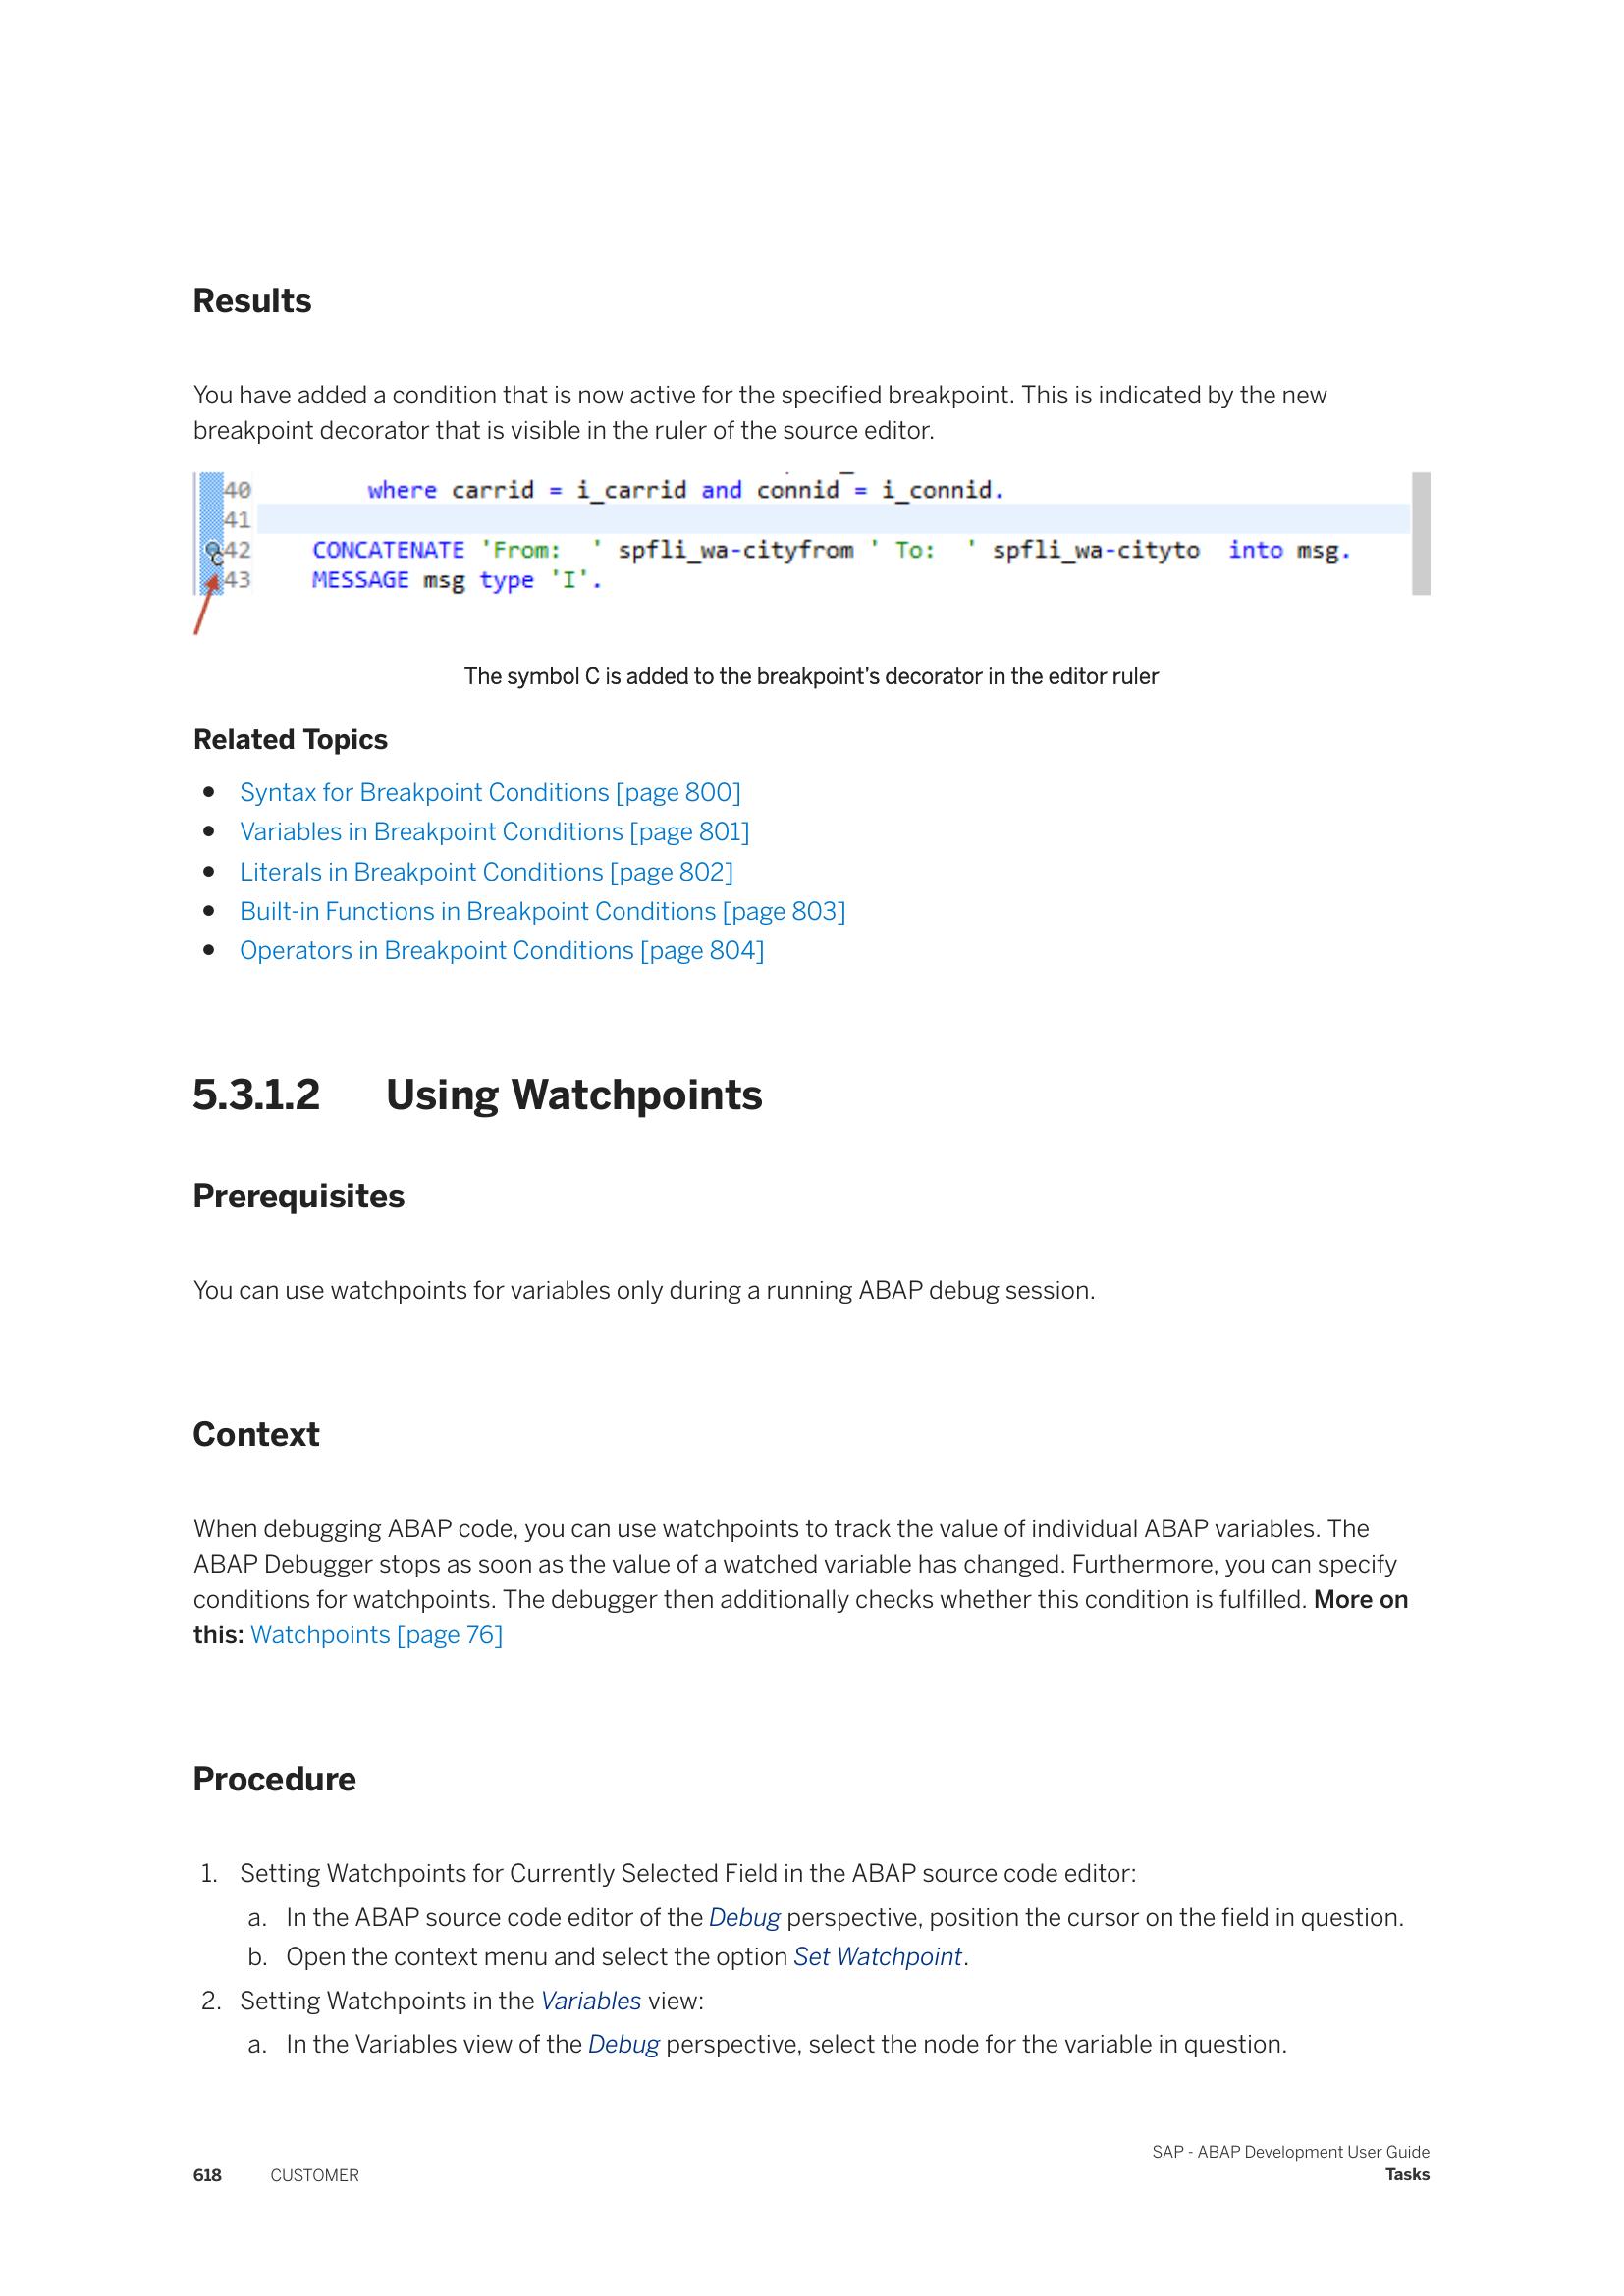 Results
You have added a condition that is now active for the specified breakpoint. This is indicated by the new
breakpoint decorator that is visible in the ruler of the source editor.
40 where carrid = i_carrid and connid = i_connid.
41
C42 CONCATENATE 'From:  ' spfli_wa-cityfrom ' To:  ' spfli_wa-cityto  into msg.
43 MESSAGE msg type 'I'.
The symbol C is added to the breakpoint's decorator in the editor ruler
Related Topics
• Syntax for Breakpoint Conditions [page 800]
• Variables in Breakpoint Conditions [page 801]
• Literals in Breakpoint Conditions [page 802]
• Built-in Functions in Breakpoint Conditions [page 803]
• Operators in Breakpoint Conditions [page 804]
5.3.1.2 Using Watchpoints
Prerequisites
You can use watchpoints for variables only during a running ABAP debug session.
Context
When debugging ABAP code, you can use watchpoints to track the value of individual ABAP variables. The
ABAP Debugger stops as soon as the value of a watched variable has changed. Furthermore, you can specify
conditions for watchpoints. The debugger then additionally checks whether this condition is fulfilled. More on
this: Watchpoints [page 76]
Procedure
1. Setting Watchpoints for Currently Selected Field in the ABAP source code editor:
a. In the ABAP source code editor of the Debug perspective, position the cursor on the field in question.
b. Open the context menu and select the option Set Watchpoint.
2. Setting Watchpoints in the Variables view:
a. In the Variables view of the Debug perspective, select the node for the variable in question.
SAP - ABAP Development User Guide
618 CUSTOMER Tasks